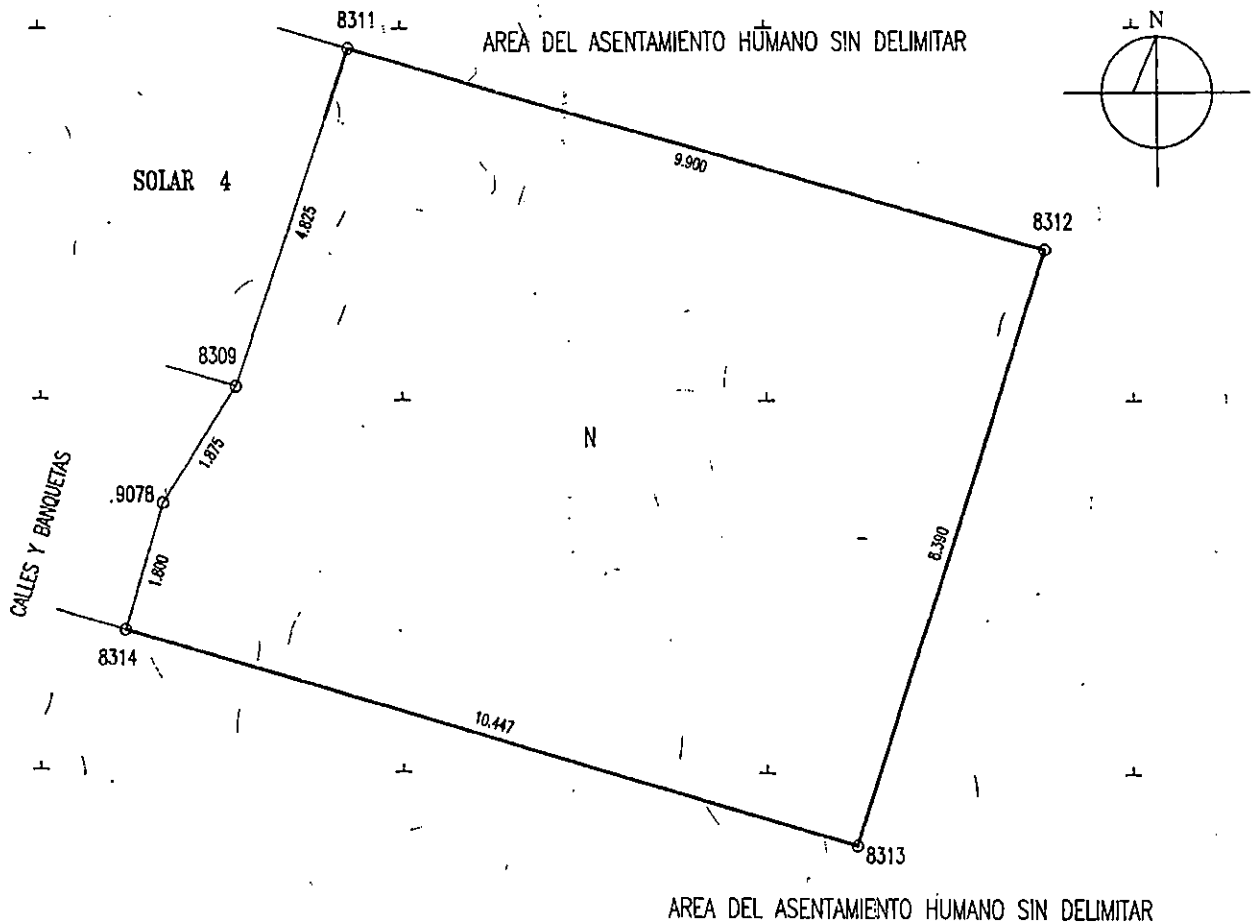 8311
N
AREA DEL ASENTAMIENTO HUMANO SIN DELIMITAR
9.900
SOLAR 4
4.825
8312
8309
N
1.875
.9078
8.390
CALLES Y BANQUETAS
1.800
8314
10.447
8313
AREA DEL ASENTAMIENTO HUMANO SIN DELIMITAR